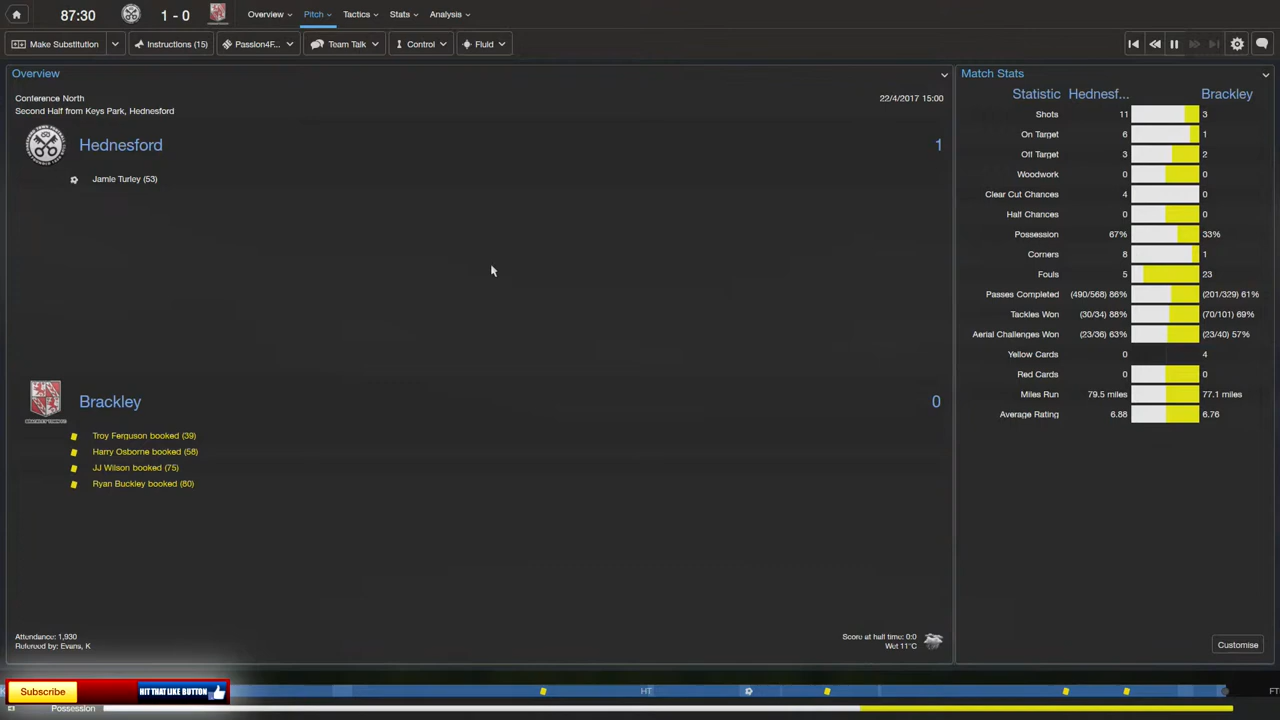 87:30 1 - 0 Overview Pitch Tactics Stats Analysis
Make Substitution Instructions (15) Passion4F... Team Talk Control Fluid
Overview
Conference North 22/4/2017 15:00
Second Half from Keys Park, Hednesford
Hednesford 1
Jamie Turley (53)
Brackley 0
Troy Ferguson booked (39)
Harry Osborne booked (58)
JJ Wilson booked (75)
Ryan Buckley booked (80)
Attendance: 1,930 Score at half time: 0:0
Refereed by: Evans, K Wet 11°C
Match Stats
Statistic Hednesf... Brackley
Shots 11 3
On Target 6 1
Off Target 3 2
Woodwork 0 0
Clear Cut Chances 4 0
Half Chances 0 0
Possession 67% 33%
Corners 8 1
Fouls 5 23
Passes Completed (490/568) 86% (201/329) 61%
Tackles Won (30/34) 88% (70/101) 69%
Aerial Challenges Won (23/36) 63% (23/40) 57%
Yellow Cards 0 4
Red Cards 0 0
Miles Run 79.5 miles 77.1 miles
Average Rating 6.88 6.76
Customise
Subscribe HIT THAT LIKE BUTTON HT FT
Possession